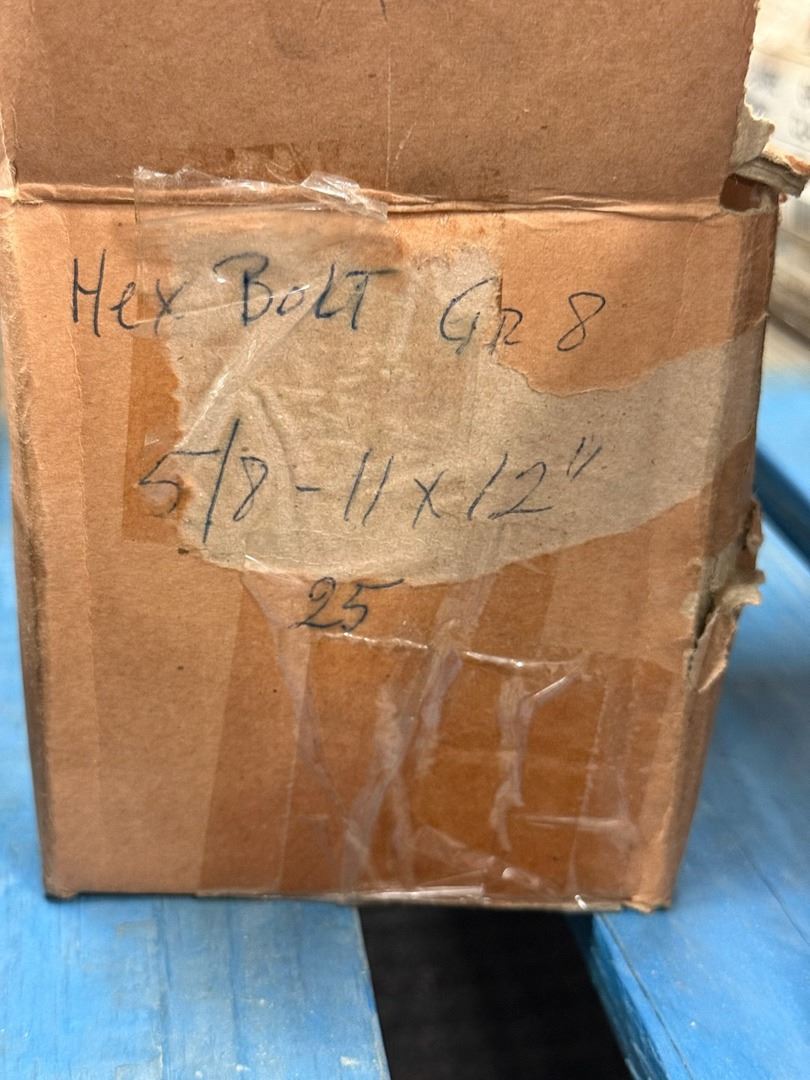 Hex BOLT GR 8
5/8-11 x 12"
25